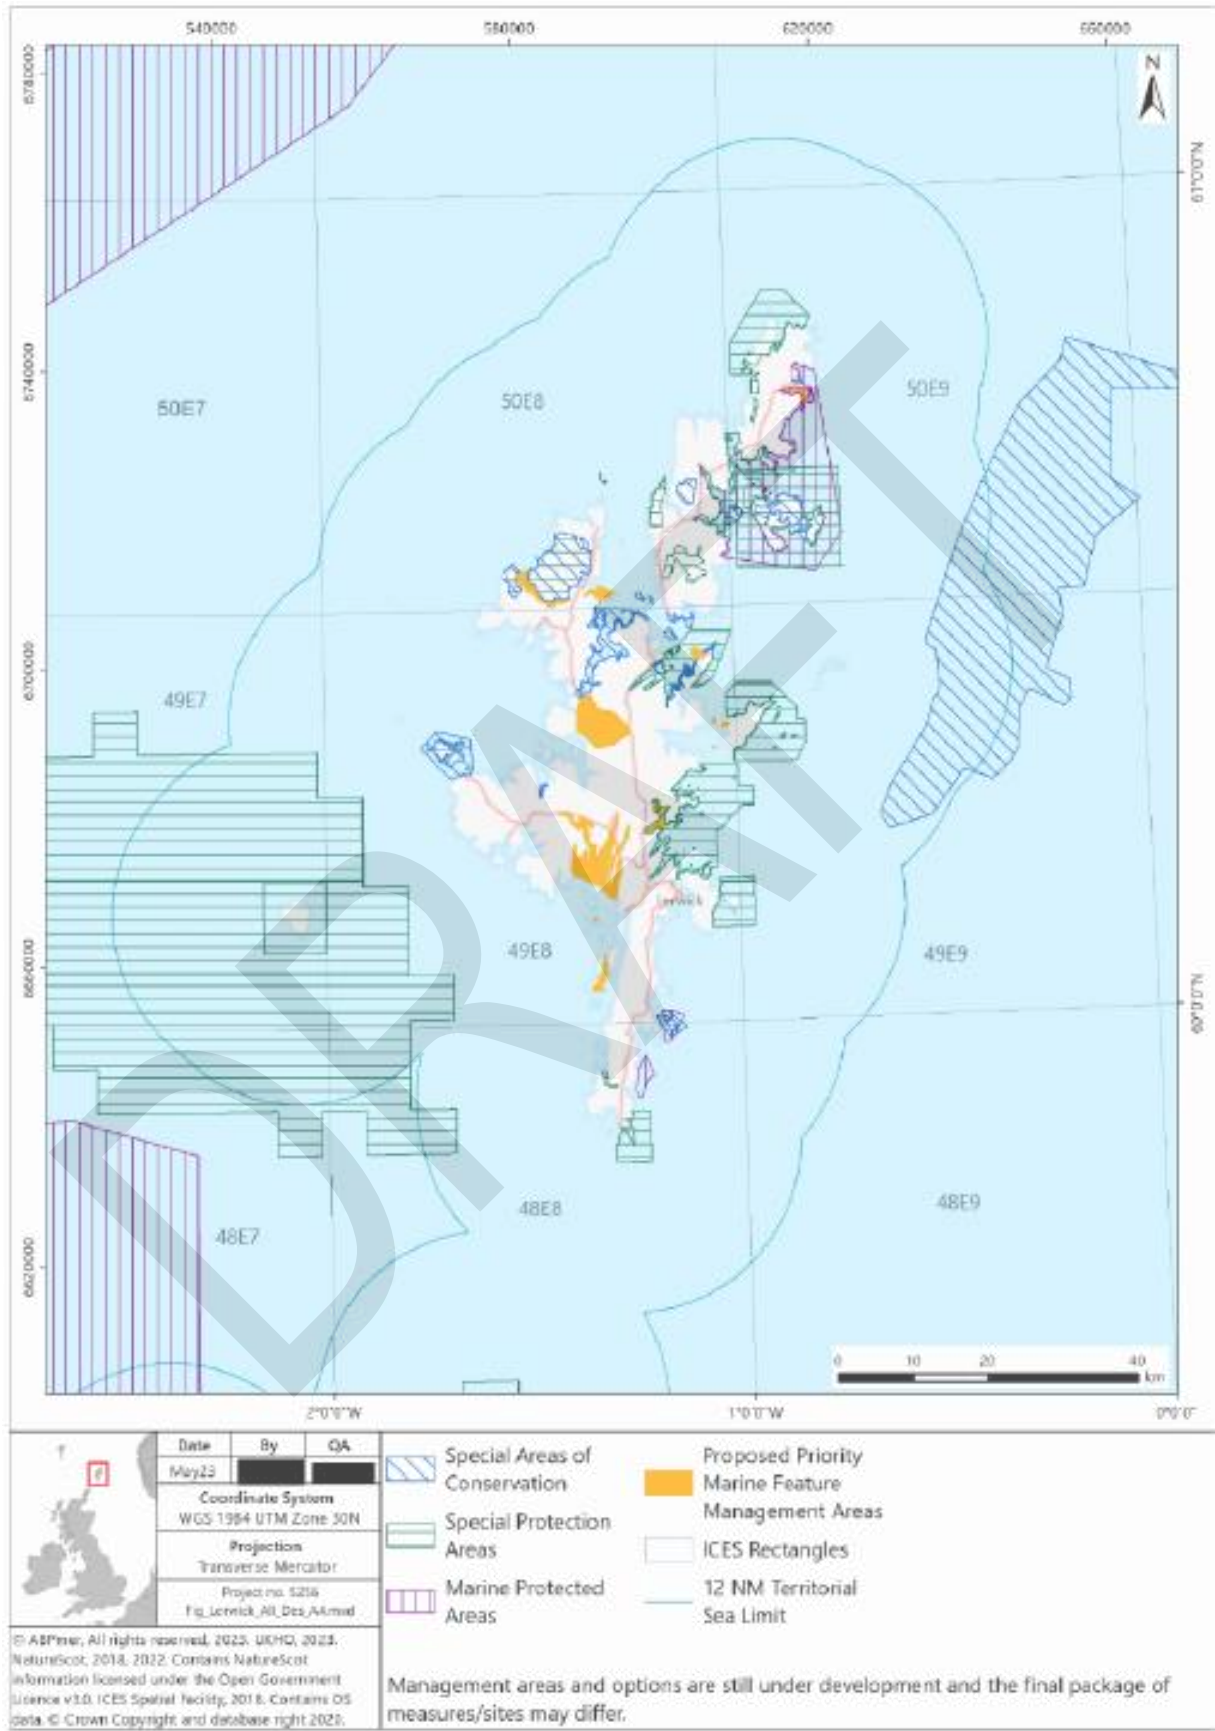 540000 580000 620000 660000
N
6780000
61°0'0"N
6740000
50E7
50E8
50E9
6700000
49E7
Lerwick
6660000
49E8
49E9
60°0'0"N
48E7
48E8
48E9
6620000
0 10 20 40
km
2°0'0"W 1°0'0"W 0°0'0"
DRAFT
Date By QA
May23
Coordinate System
WGS 1984 UTM Zone 30N
Projection
Transverse Mercator
Project no. 5256
Fig_Lerwick_All_Des_A4.mxd
© ABPmer, All rights reserved, 2023. UKHO, 2023.
NatureScot, 2018, 2022. Contains NatureScot
information licensed under the Open Government
Licence v3.0. ICES Spatial Facility, 2018. Contains OS
data. © Crown Copyright and database right 2020.
Special Areas of
Conservation
Special Protection
Areas
Marine Protected
Areas
Proposed Priority
Marine Feature
Management Areas
ICES Rectangles
12 NM Territorial
Sea Limit
Management areas and options are still under development and the final package of
measures/sites may differ.